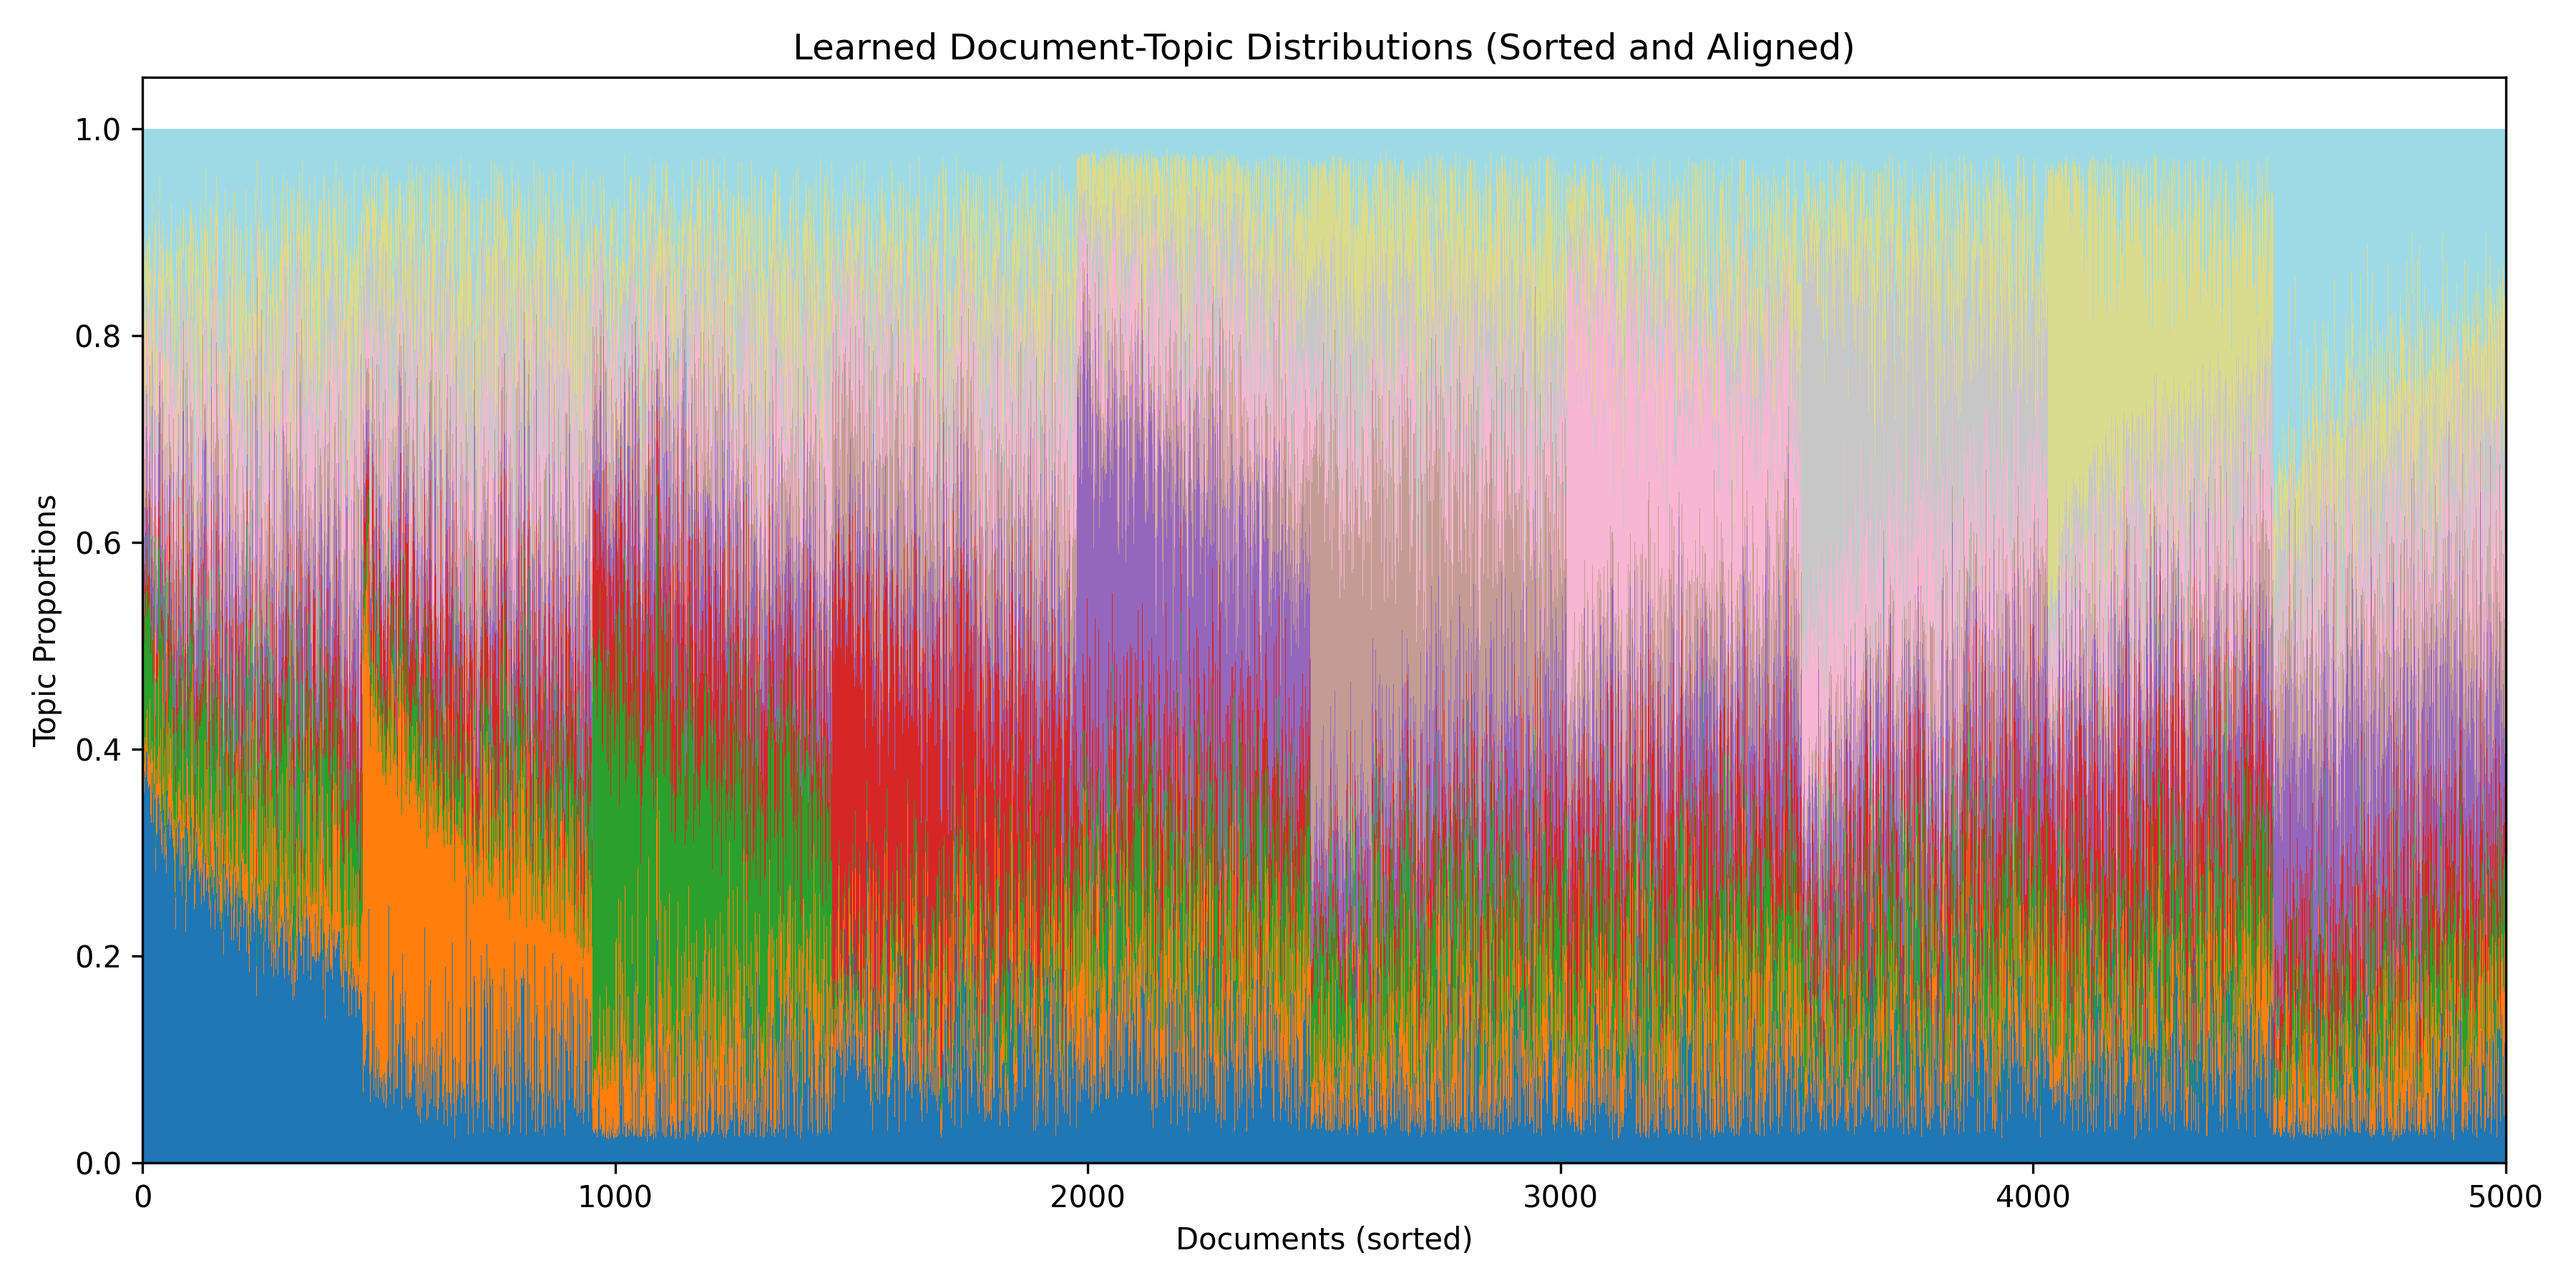 Learned Document-Topic Distributions (Sorted and Aligned)
Topic Proportions
1.0
0.8
0.6
0.4
0.2
0.0
0 1000 2000 3000 4000 5000
Documents (sorted)